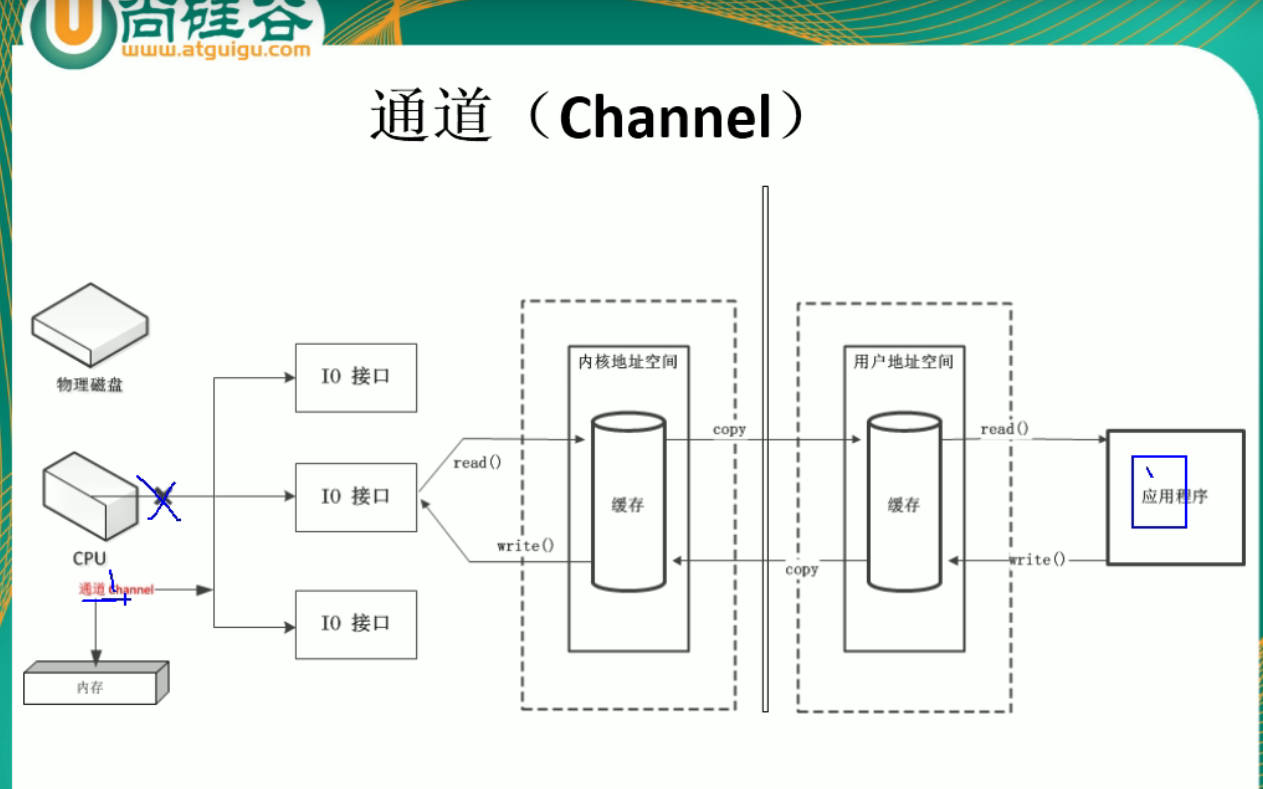 尚硅谷
www.atguigu.com
通道（Channel）
物理磁盘
CPU
通道 Channel
内存
IO 接口
IO 接口
IO 接口
read()
write()
内核地址空间
缓存
copy
copy
用户地址空间
缓存
read()
write()
应用程序